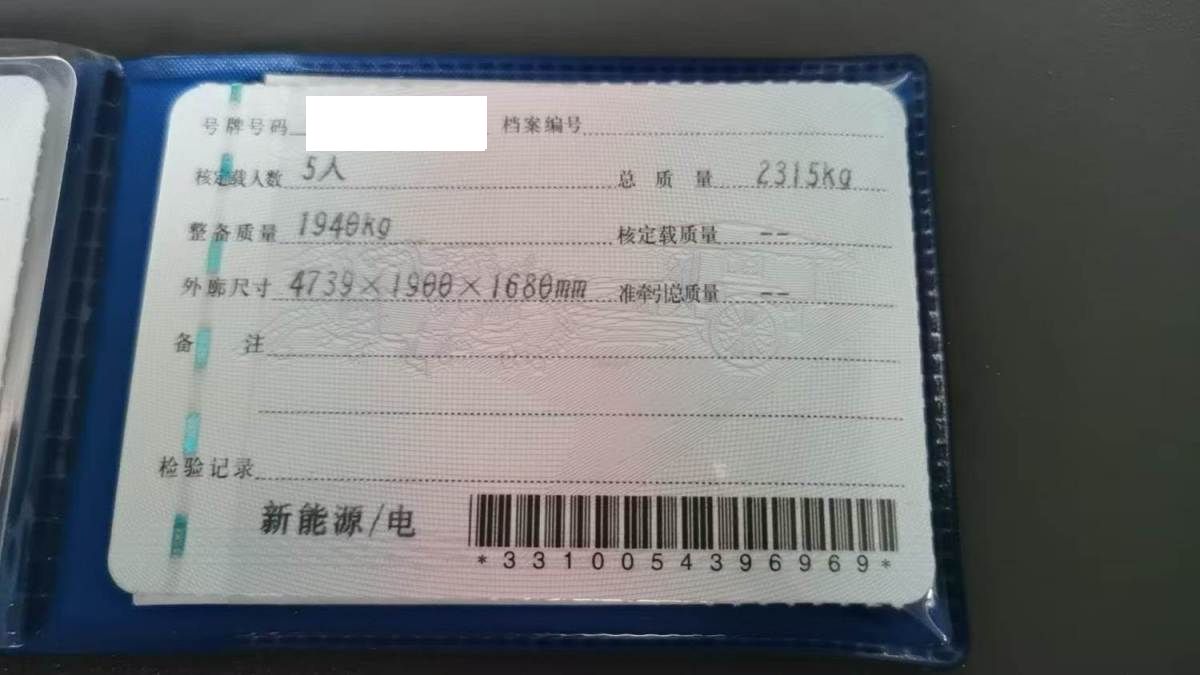 号牌号码 档案编号
核定载人数 5人 总质量 2315kg
整备质量 1940kg 核定载质量 --
外廓尺寸 4739×1900×1680mm 准牵引总质量 --
备注
检验记录
新能源/电
*3310054396969*